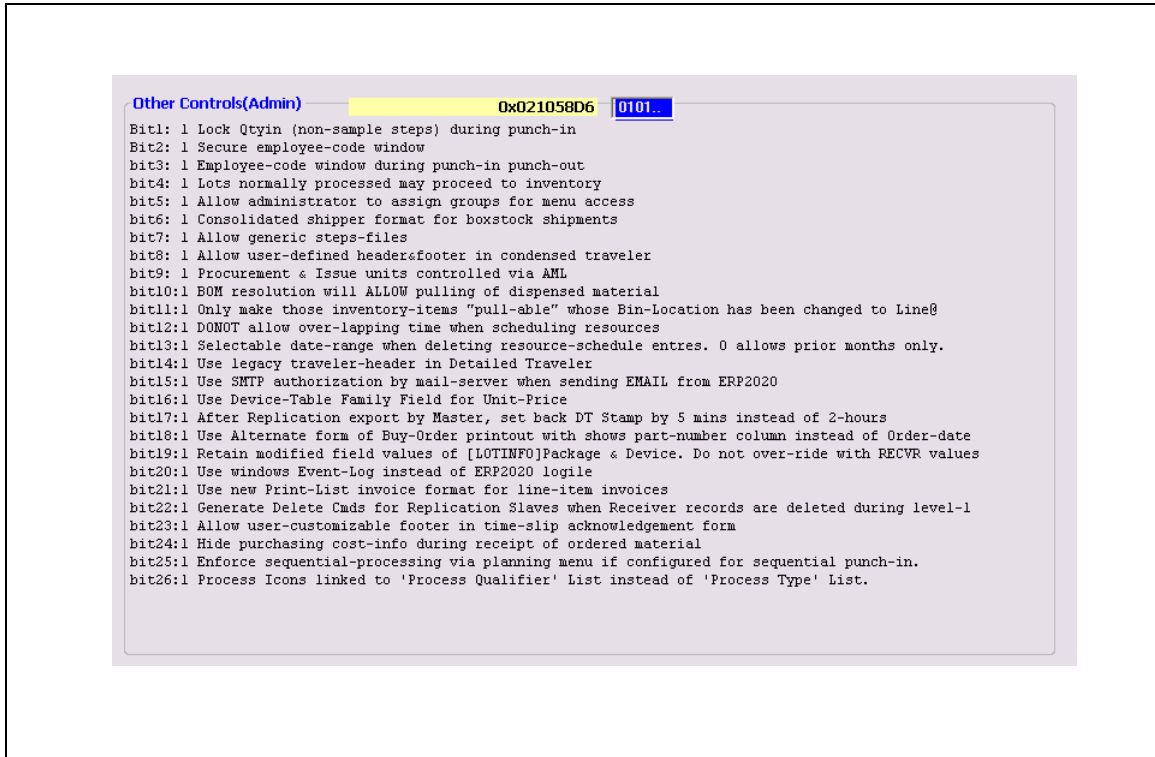 Other Controls(Admin) 0x021058D6 0101..
Bit1: 1 Lock Qtyin (non-sample steps) during punch-in
Bit2: 1 Secure employee-code window
bit3: 1 Employee-code window during punch-in punch-out
bit4: 1 Lots normally processed may proceed to inventory
bit5: 1 Allow administrator to assign groups for menu access
bit6: 1 Consolidated shipper format for boxstock shipments
bit7: 1 Allow generic steps-files
bit8: 1 Allow user-defined header&footer in condensed traveler
bit9: 1 Procurement & Issue units controlled via AML
bit10:1 BOM resolution will ALLOW pulling of dispensed material
bit11:1 Only make those inventory-items "pull-able" whose Bin-Location has been changed to Line@
bit12:1 DONOT allow over-lapping time when scheduling resources
bit13:1 Selectable date-range when deleting resource-schedule entres. 0 allows prior months only.
bit14:1 Use legacy traveler-header in Detailed Traveler
bit15:1 Use SMTP authorization by mail-server when sending EMAIL from ERP2020
bit16:1 Use Device-Table Family Field for Unit-Price
bit17:1 After Replication export by Master, set back DT Stamp by 5 mins instead of 2-hours
bit18:1 Use Alternate form of Buy-Order printout with shows part-number column instead of Order-date
bit19:1 Retain modified field values of [LOTINFO]Package & Device. Do not over-ride with RECVR values
bit20:1 Use windows Event-Log instead of ERP2020 logile
bit21:1 Use new Print-List invoice format for line-item invoices
bit22:1 Generate Delete Cmds for Replication Slaves when Receiver records are deleted during level-1
bit23:1 Allow user-customizable footer in time-slip acknowledgement form
bit24:1 Hide purchasing cost-info during receipt of ordered material
bit25:1 Enforce sequential-processing via planning menu if configured for sequential punch-in.
bit26:1 Process Icons linked to 'Process Qualifier' List instead of 'Process Type' List.